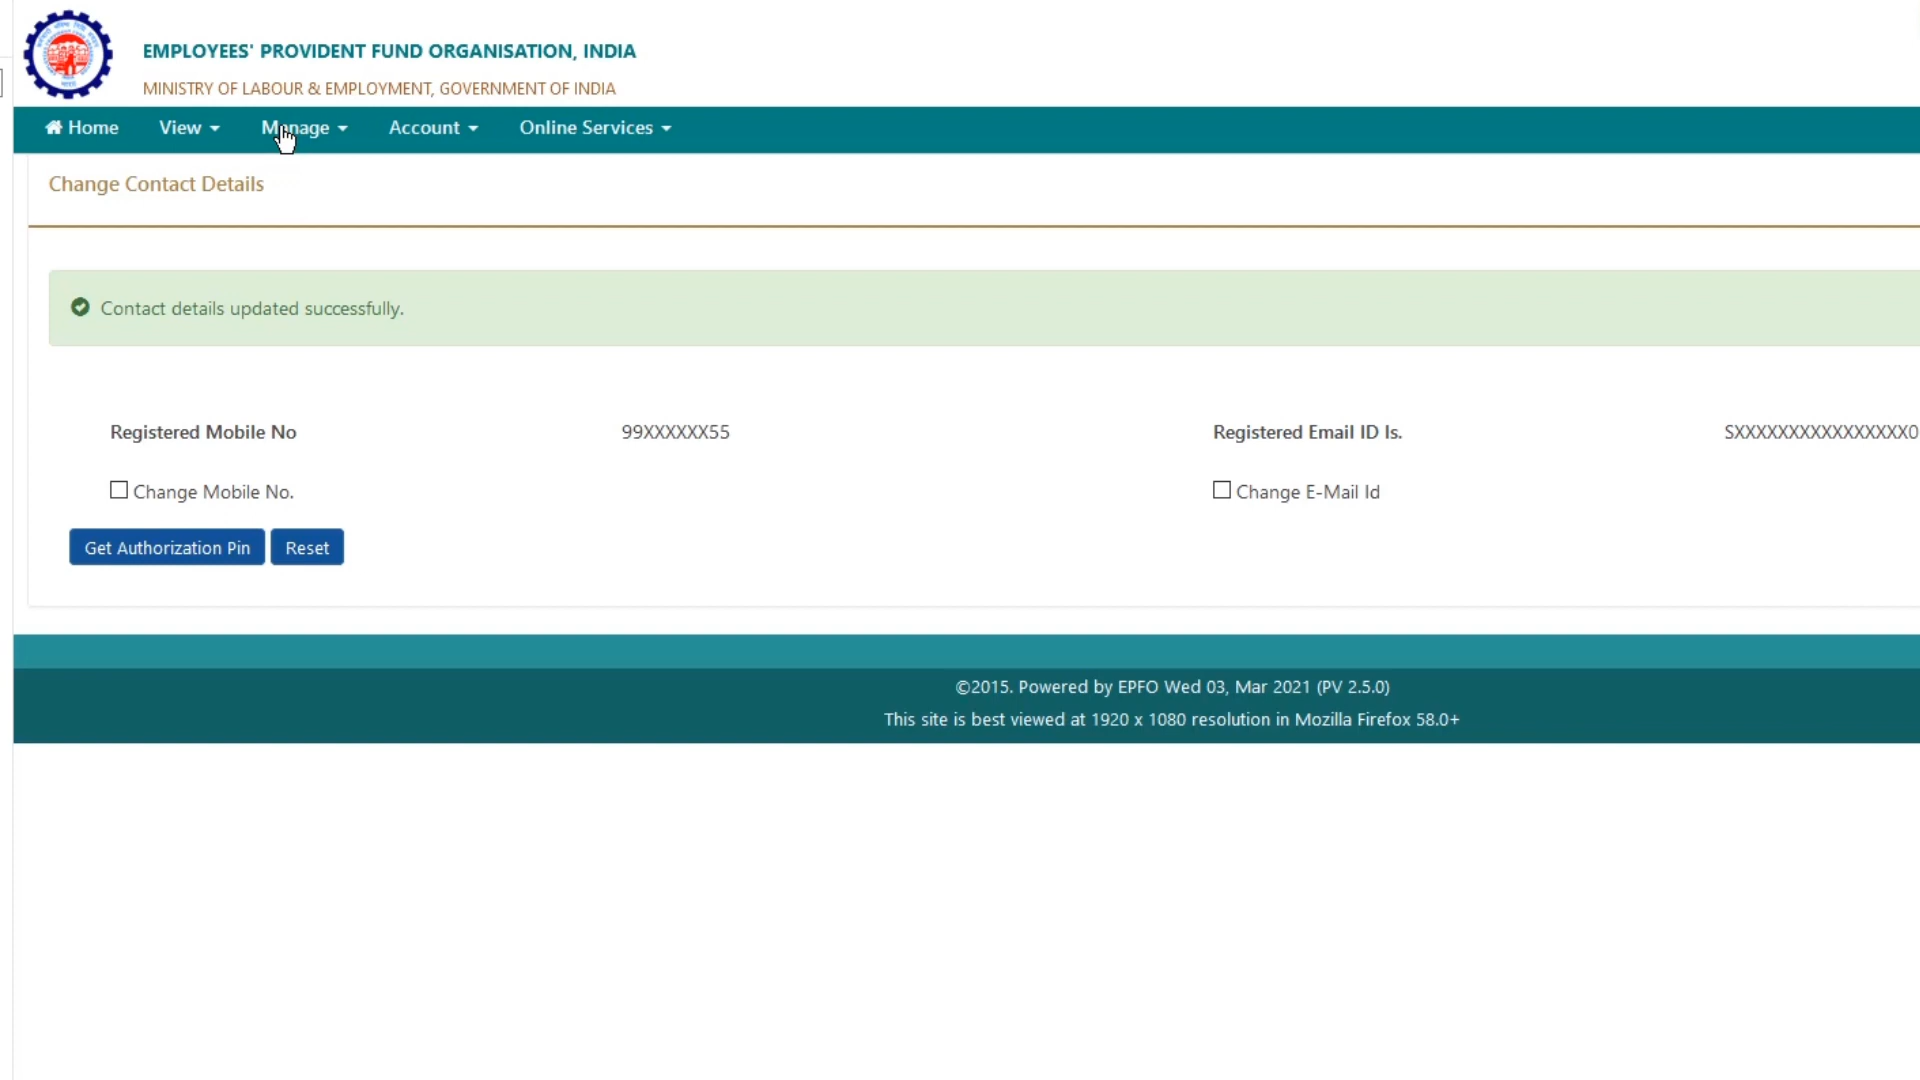 EMPLOYEES' PROVIDENT FUND ORGANISATION, INDIA
MINISTRY OF LABOUR & EMPLOYMENT, GOVERNMENT OF INDIA
Home View Manage Account Online Services
Change Contact Details
Contact details updated successfully.
Registered Mobile No 99XXXXXX55 Registered Email ID Is. SXXXXXXXXXXXXXXXX0
Change Mobile No. Change E-Mail Id
Get Authorization Pin Reset
©2015. Powered by EPFO Wed 03, Mar 2021 (PV 2.5.0)
This site is best viewed at 1920 x 1080 resolution in Mozilla Firefox 58.0+